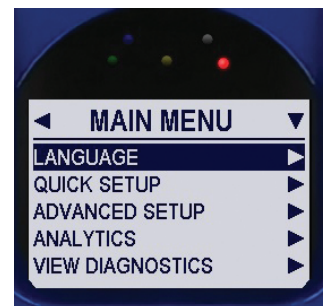 MAIN MENU
LANGUAGE
QUICK SETUP
ADVANCED SETUP
ANALYTICS
VIEW DIAGNOSTICS